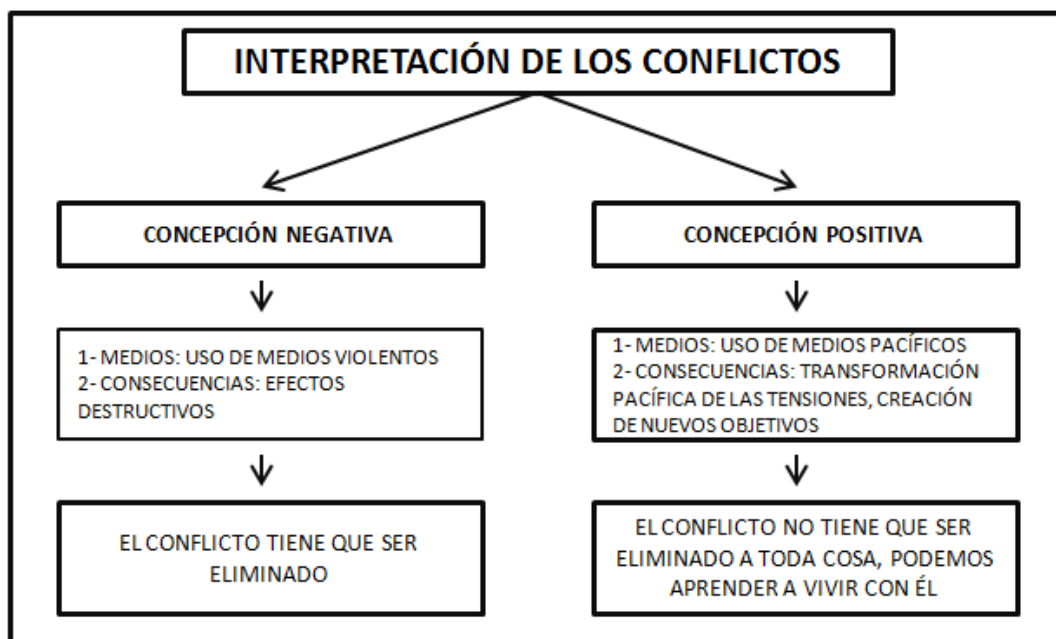 INTERPRETACIÓN DE LOS CONFLICTOS
CONCEPCIÓN NEGATIVA
1- MEDIOS: USO DE MEDIOS VIOLENTOS
2- CONSECUENCIAS: EFECTOS
DESTRUCTIVOS
EL CONFLICTO TIENE QUE SER
ELIMINADO
CONCEPCIÓN POSITIVA
1- MEDIOS: USO DE MEDIOS PACÍFICOS
2- CONSECUENCIAS: TRANSFORMACIÓN
PACÍFICA DE LAS TENSIONES, CREACIÓN
DE NUEVOS OBJETIVOS
EL CONFLICTO NO TIENE QUE SER
ELIMINADO A TODA COSA, PODEMOS
APRENDER A VIVIR CON ÉL